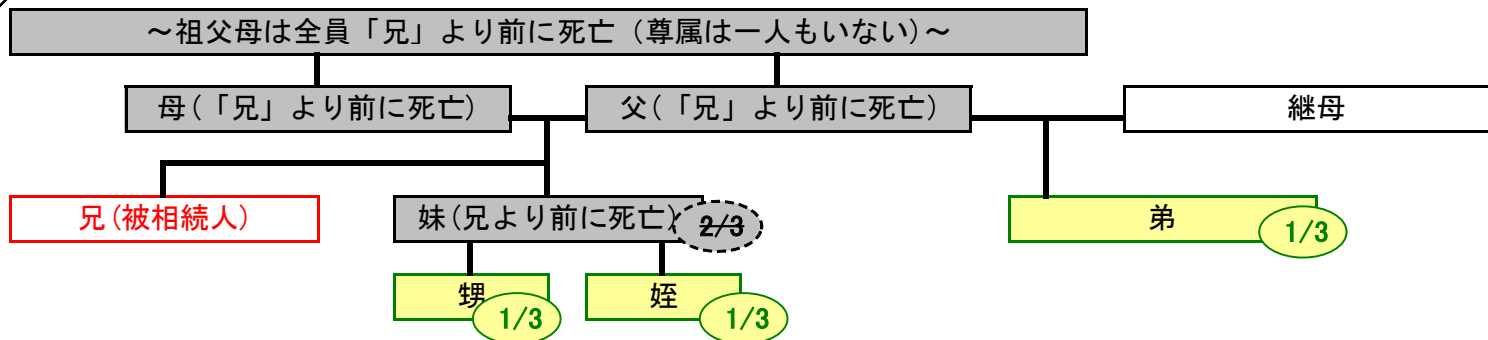 ～祖父母は全員「兄」より前に死亡（尊属は一人もいない）～
母(「兄」より前に死亡)
父(「兄」より前に死亡)
継母
兄(被相続人)
妹(兄より前に死亡)
2/3
弟
1/3
甥
1/3
姪
1/3